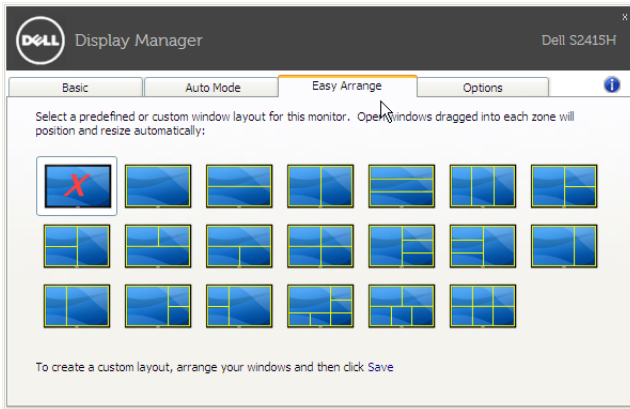 DELL Display Manager
Dell S2415H
x
Basic Auto Mode Easy Arrange Options
Select a predefined or custom window layout for this monitor. Open windows dragged into each zone will
position and resize automatically:
X
To create a custom layout, arrange your windows and then click Save